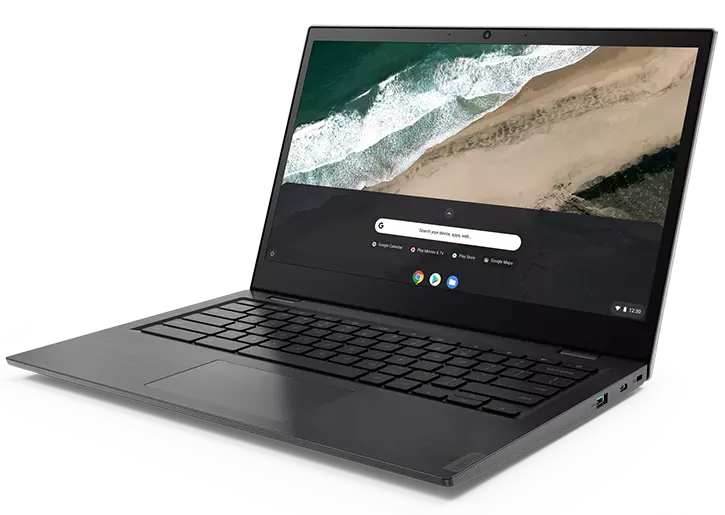 Search your device, apps, web...
Google Calendar
Play Movies & TV
Play Store
Google Maps
12:30